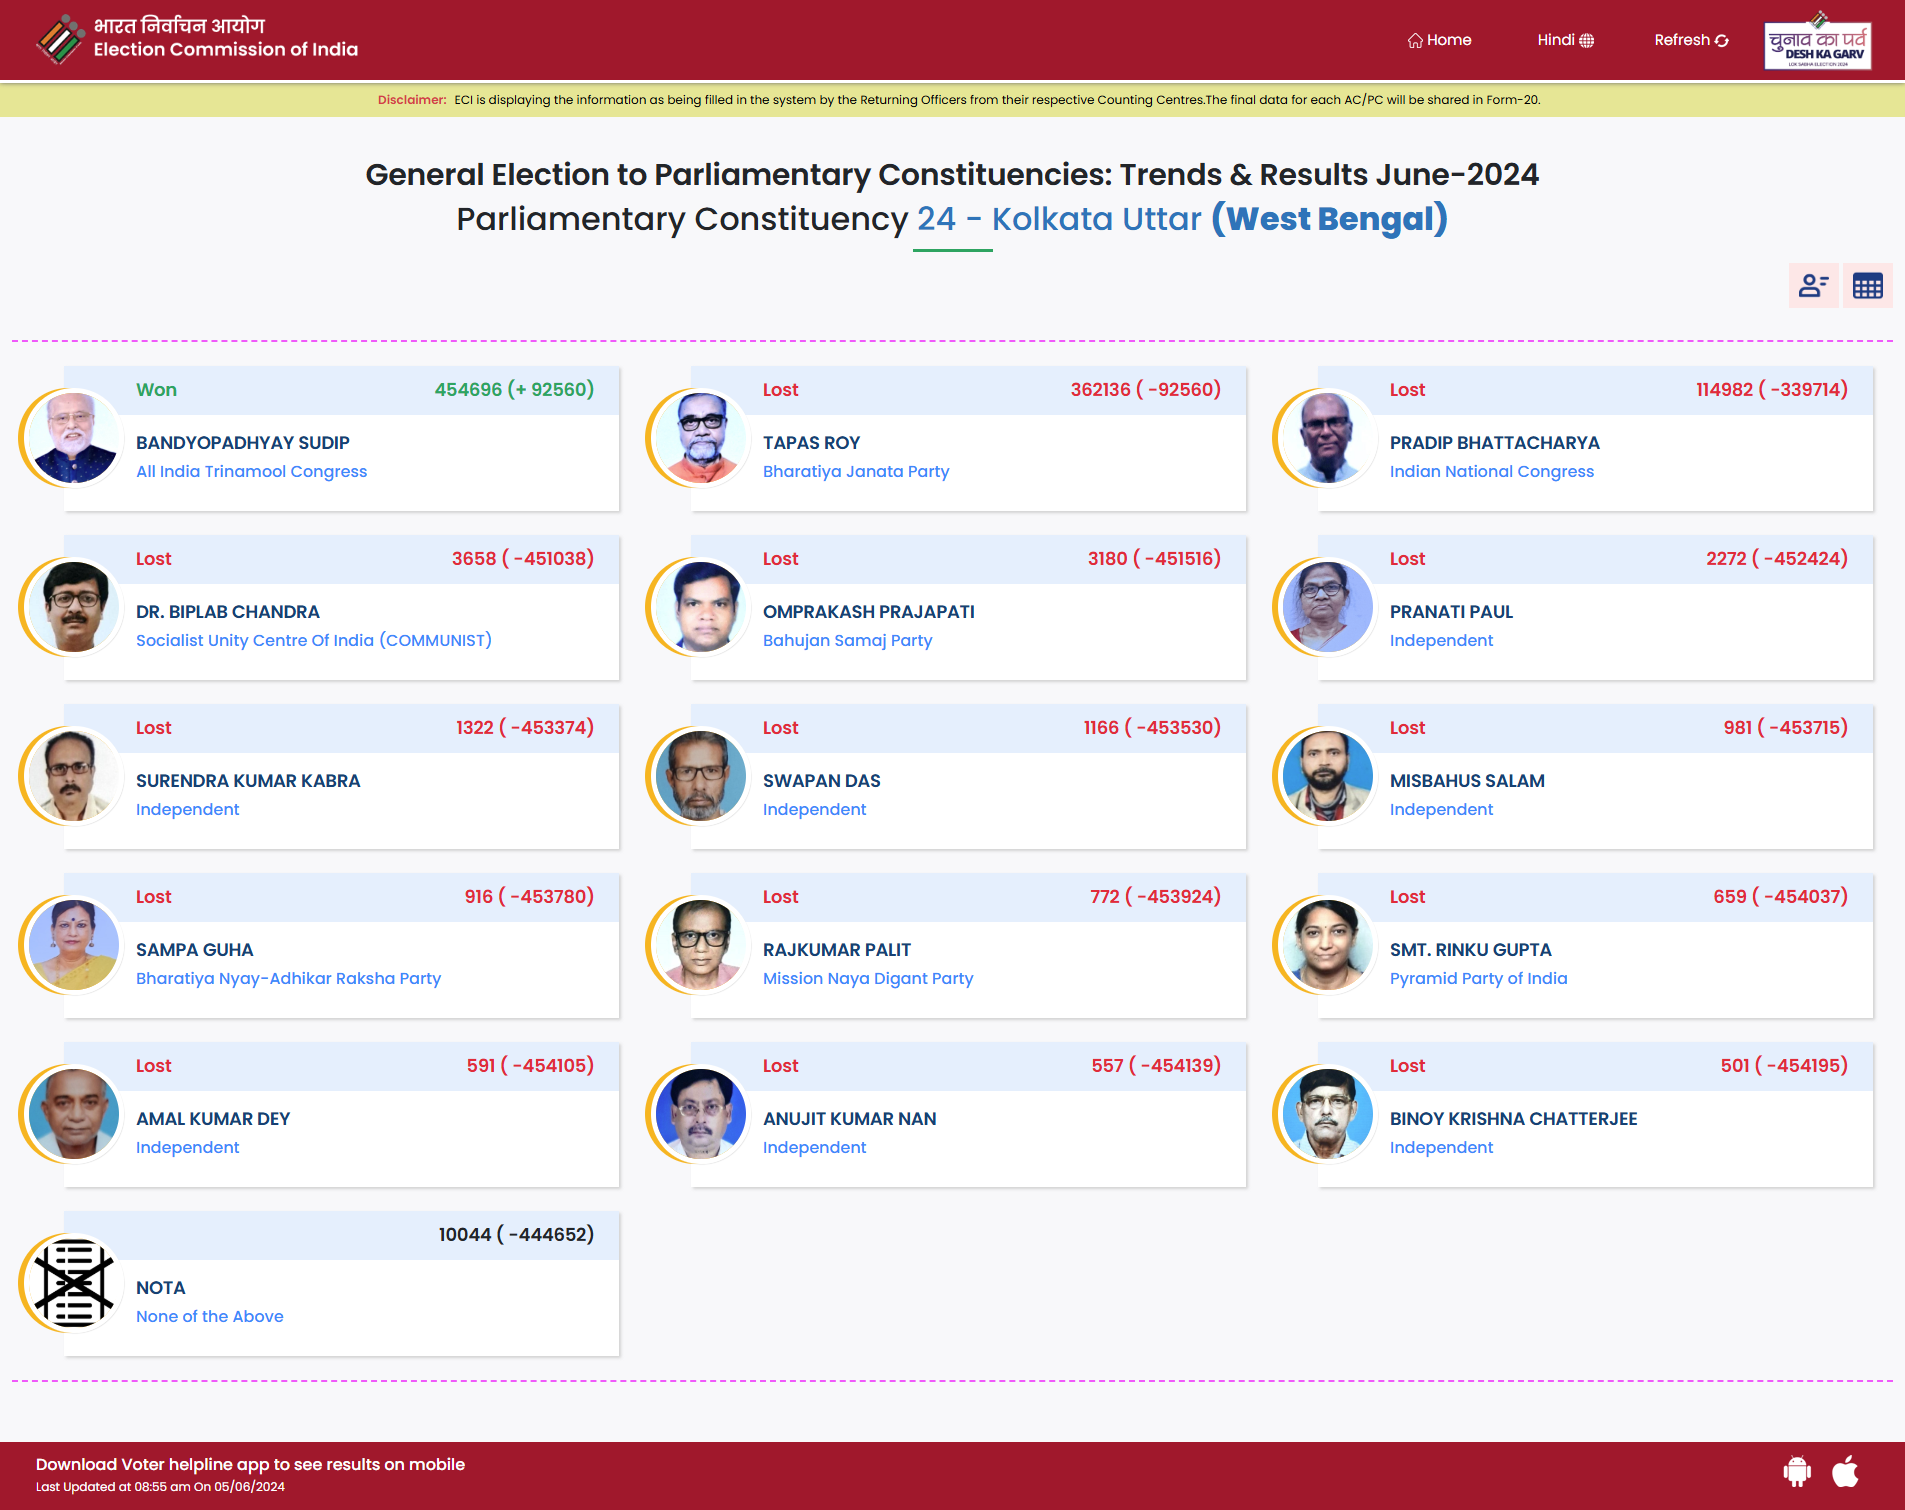 भारत निर्वाचन आयोग
Election Commission of India
Home
Hindi
Refresh
चुनाव का पर्व
DESH KA GARV
LOK SABHA ELECTION 2024
Disclaimer: ECI is displaying the information as being filled in the system by the Returning Officers from their respective Counting Centres.The final data for each AC/PC will be shared in Form-20.
General Election to Parliamentary Constituencies: Trends & Results June-2024
Parliamentary Constituency 24 - Kolkata Uttar (West Bengal)
Won 454696 (+ 92560)
BANDYOPADHYAY SUDIP
All India Trinamool Congress
Lost 362136 ( -92560)
TAPAS ROY
Bharatiya Janata Party
Lost 114982 ( -339714)
PRADIP BHATTACHARYA
Indian National Congress
Lost 3658 ( -451038)
DR. BIPLAB CHANDRA
Socialist Unity Centre Of India (COMMUNIST)
Lost 3180 ( -451516)
OMPRAKASH PRAJAPATI
Bahujan Samaj Party
Lost 2272 ( -452424)
PRANATI PAUL
Independent
Lost 1322 ( -453374)
SURENDRA KUMAR KABRA
Independent
Lost 1166 ( -453530)
SWAPAN DAS
Independent
Lost 981 ( -453715)
MISBAHUS SALAM
Independent
Lost 916 ( -453780)
SAMPA GUHA
Bharatiya Nyay-Adhikar Raksha Party
Lost 772 ( -453924)
RAJKUMAR PALIT
Mission Naya Digant Party
Lost 659 ( -454037)
SMT. RINKU GUPTA
Pyramid Party of India
Lost 591 ( -454105)
AMAL KUMAR DEY
Independent
Lost 557 ( -454139)
ANUJIT KUMAR NAN
Independent
Lost 501 ( -454195)
BINOY KRISHNA CHATTERJEE
Independent
10044 ( -444652)
NOTA
None of the Above
Download Voter helpline app to see results on mobile
Last Updated at 08:55 am On 05/06/2024